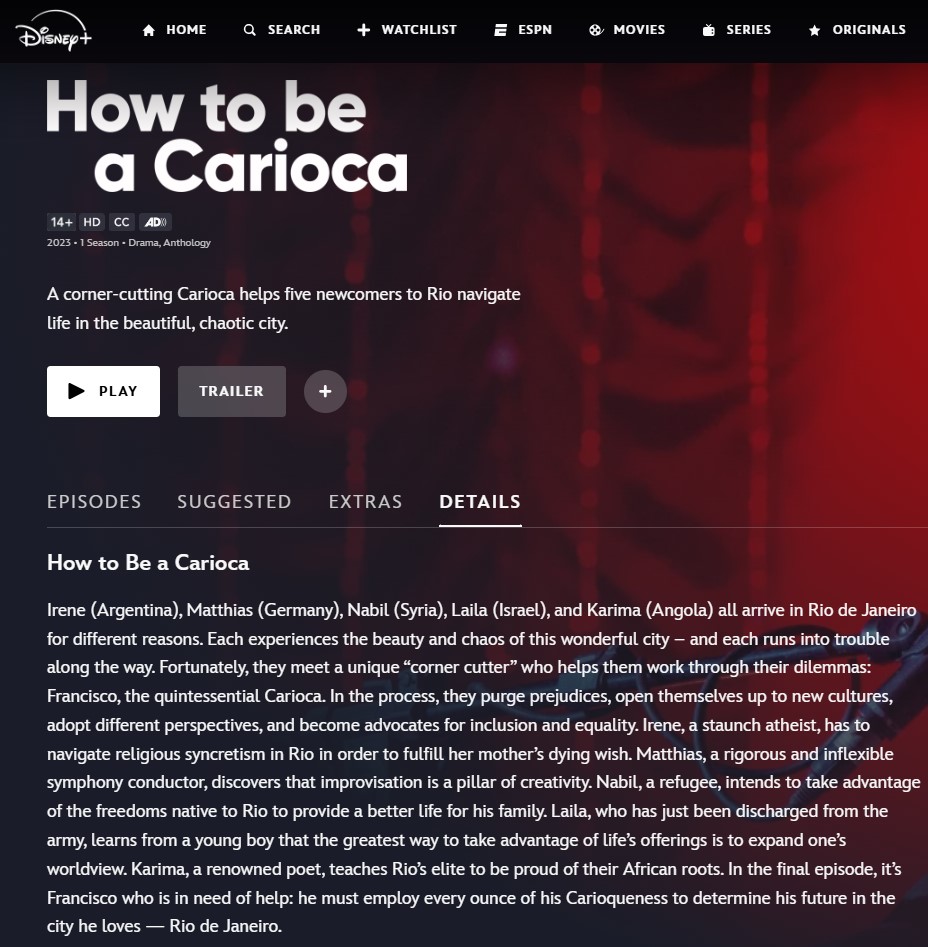 Disney+
HOME SEARCH WATCHLIST ESPN MOVIES SERIES ORIGINALS
How to be
a Carioca
14+ HD CC AD
2023 • 1 Season • Drama, Anthology
A corner-cutting Carioca helps five newcomers to Rio navigate
life in the beautiful, chaotic city.
PLAY TRAILER +
EPISODES SUGGESTED EXTRAS DETAILS
How to Be a Carioca
Irene (Argentina), Matthias (Germany), Nabil (Syria), Laila (Israel), and Karima (Angola) all arrive in Rio de Janeiro
for different reasons. Each experiences the beauty and chaos of this wonderful city – and each runs into trouble
along the way. Fortunately, they meet a unique “corner cutter” who helps them work through their dilemmas:
Francisco, the quintessential Carioca. In the process, they purge prejudices, open themselves up to new cultures,
adopt different perspectives, and become advocates for inclusion and equality. Irene, a staunch atheist, has to
navigate religious syncretism in Rio in order to fulfill her mother’s dying wish. Matthias, a rigorous and inflexible
symphony conductor, discovers that improvisation is a pillar of creativity. Nabil, a refugee, intends to take advantage
of the freedoms native to Rio to provide a better life for his family. Laila, who has just been discharged from the
army, learns from a young boy that the greatest way to take advantage of life’s offerings is to expand one’s
worldview. Karima, a renowned poet, teaches Rio’s elite to be proud of their African roots. In the final episode, it’s
Francisco who is in need of help: he must employ every ounce of his Carioqueness to determine his future in the
city he loves — Rio de Janeiro.